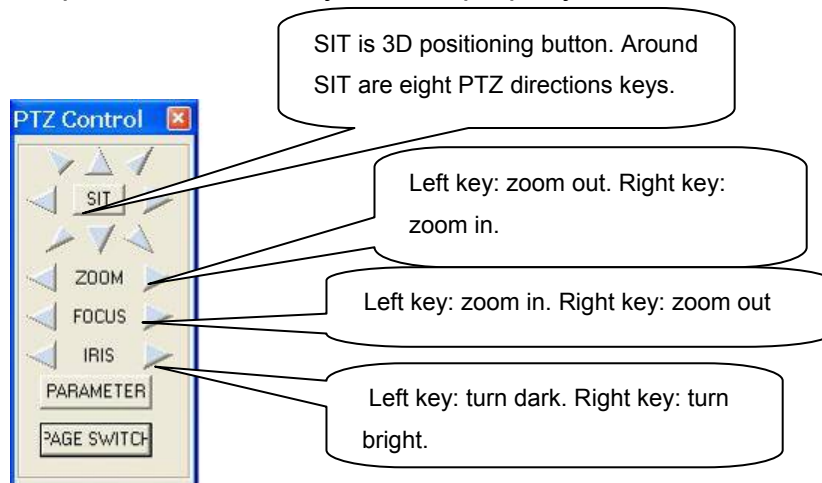 SIT is 3D positioning button. Around
SIT are eight PTZ directions keys.
PTZ Control
SIT
Left key: zoom out. Right key:
zoom in.
ZOOM
Left key: zoom in. Right key: zoom out
FOCUS
IRIS
Left key: turn dark. Right key: turn
bright.
PARAMETER
PAGE SWITCH